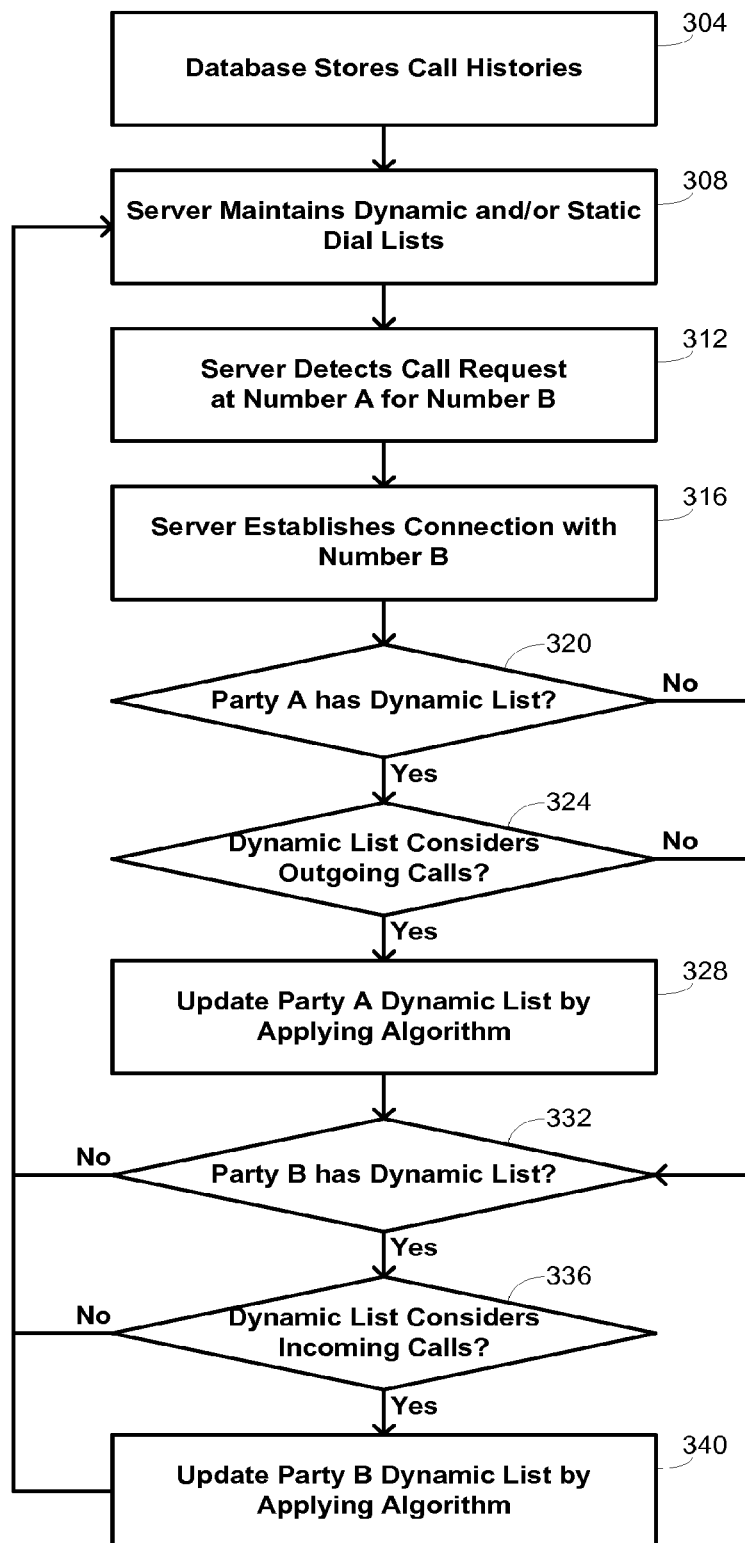 304
Database Stores Call Histories
308
Server Maintains Dynamic and/or Static
Dial Lists
312
Server Detects Call Request
at Number A for Number B
316
Server Establishes Connection with
Number B
320
Party A has Dynamic List?
No
Yes
324
Dynamic List Considers
Outgoing Calls?
No
Yes
328
Update Party A Dynamic List by
Applying Algorithm
332
No
Party B has Dynamic List?
Yes
336
No
Dynamic List Considers
Incoming Calls?
Yes
340
Update Party B Dynamic List by
Applying Algorithm